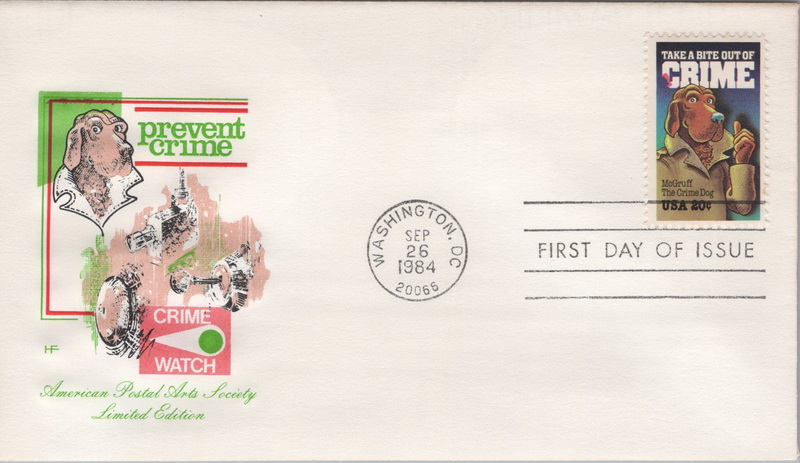 TAKE A BITE OUT OF
CRIME
McGruff
The Crime Dog
USA 20¢
prevent
crime
WASHINGTON, DC
SEP
26
1984
20066
FIRST DAY OF ISSUE
CRIME
WATCH
HF
American Postal Arts Society
Limited Edition